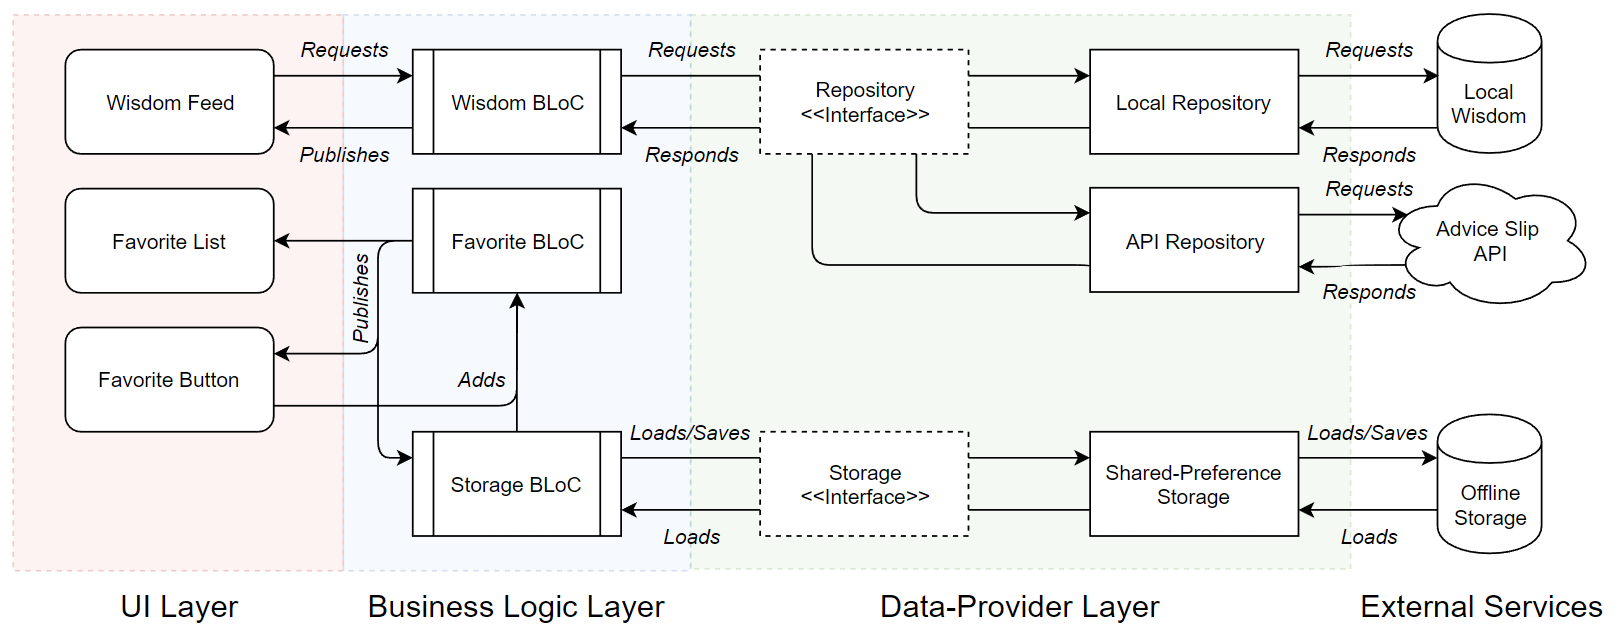 Requests
Requests
Requests
Wisdom Feed
Wisdom BLoC
Repository
<<Interface>>
Local Repository
Local
Wisdom
Publishes
Responds
Responds
Requests
Favorite List
Favorite BLoC
API Repository
Advice Slip
API
Publishes
Responds
Favorite Button
Adds
Loads/Saves
Loads/Saves
Storage BLoC
Storage
<<Interface>>
Shared-Preference
Storage
Offline
Storage
Loads
Loads
UI Layer
Business Logic Layer
Data-Provider Layer
External Services